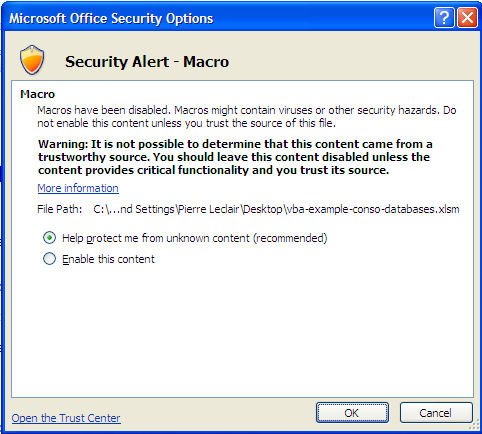 Microsoft Office Security Options
Security Alert - Macro
Macro
Macros have been disabled. Macros might contain viruses or other security hazards. Do
not enable this content unless you trust the source of this file.
Warning: It is not possible to determine that this content came from a
trustworthy source. You should leave this content disabled unless the
content provides critical functionality and you trust its source.
More information
File Path: C:\...nd Settings\Pierre Leclair\Desktop\vba-example-conso-databases.xlsm
Help protect me from unknown content (recommended)
Enable this content
Open the Trust Center
OK
Cancel